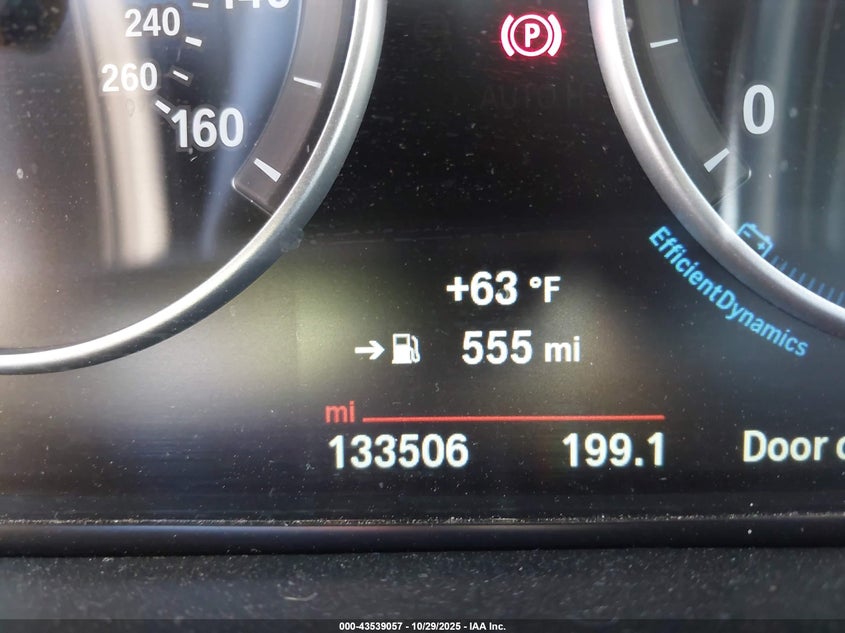 240
260
160
P
0
EfficientDynamics
+63 °F
→ 555 mi
mi
133506 199.1 Door
000-43539057 - 10/29/2025 - IAA Inc.